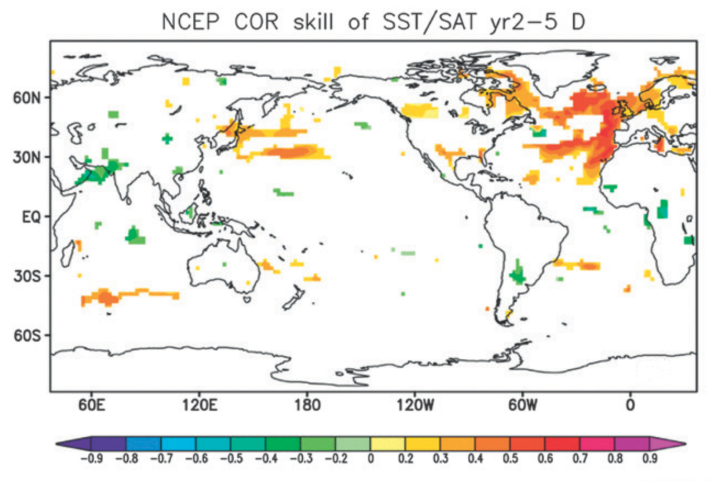 NCEP COR skill of SST/SAT yr2-5 D
60N
30N
EQ
30S
60S
60E 120E 180 120W 60W 0
-0.9 -0.8 -0.7 -0.6 -0.5 -0.4 -0.3 -0.2 0 0.2 0.3 0.4 0.5 0.6 0.7 0.8 0.9